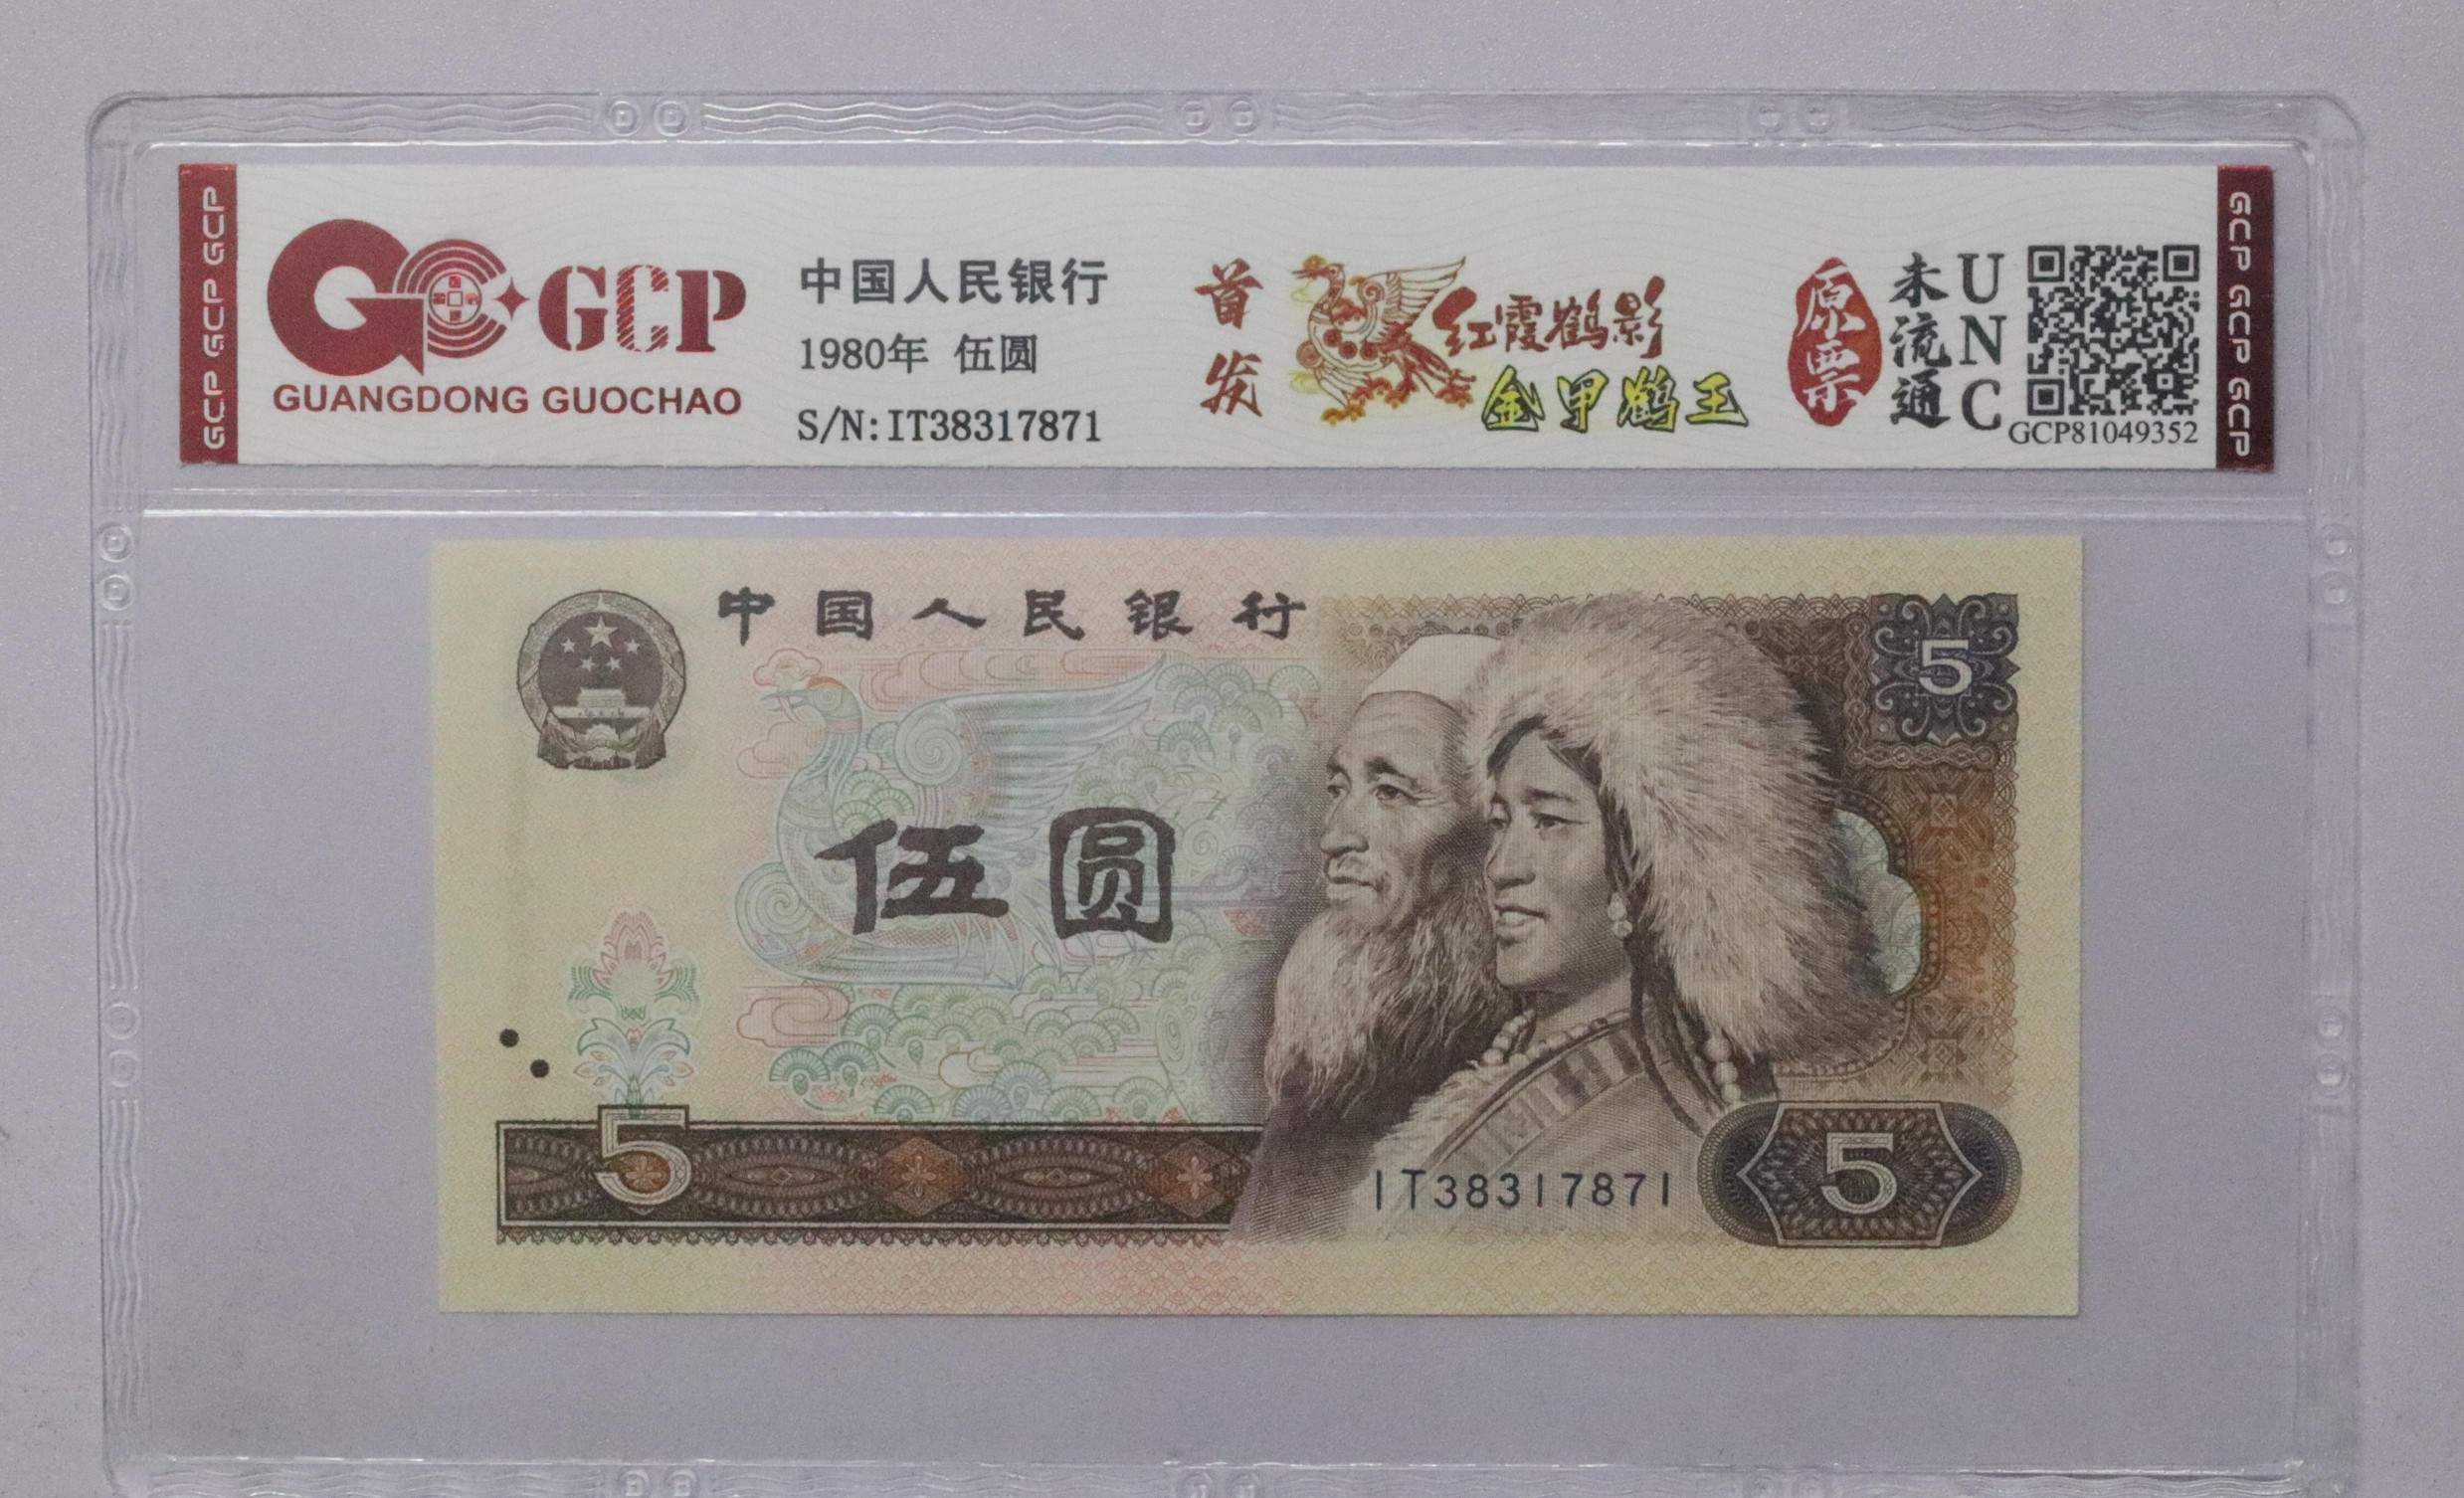 GCP GCP GCP
GCP
GUANGDONG GUOCHAO
中国人民银行
1980年 伍圆
S/N:IT38317871
首发
红霞鹤影
金甲鹤王
原票
未流通
UNC
GCP81049352
GCP GCP GCP
中国人民银行
5
伍圆
5
IT38317871
5